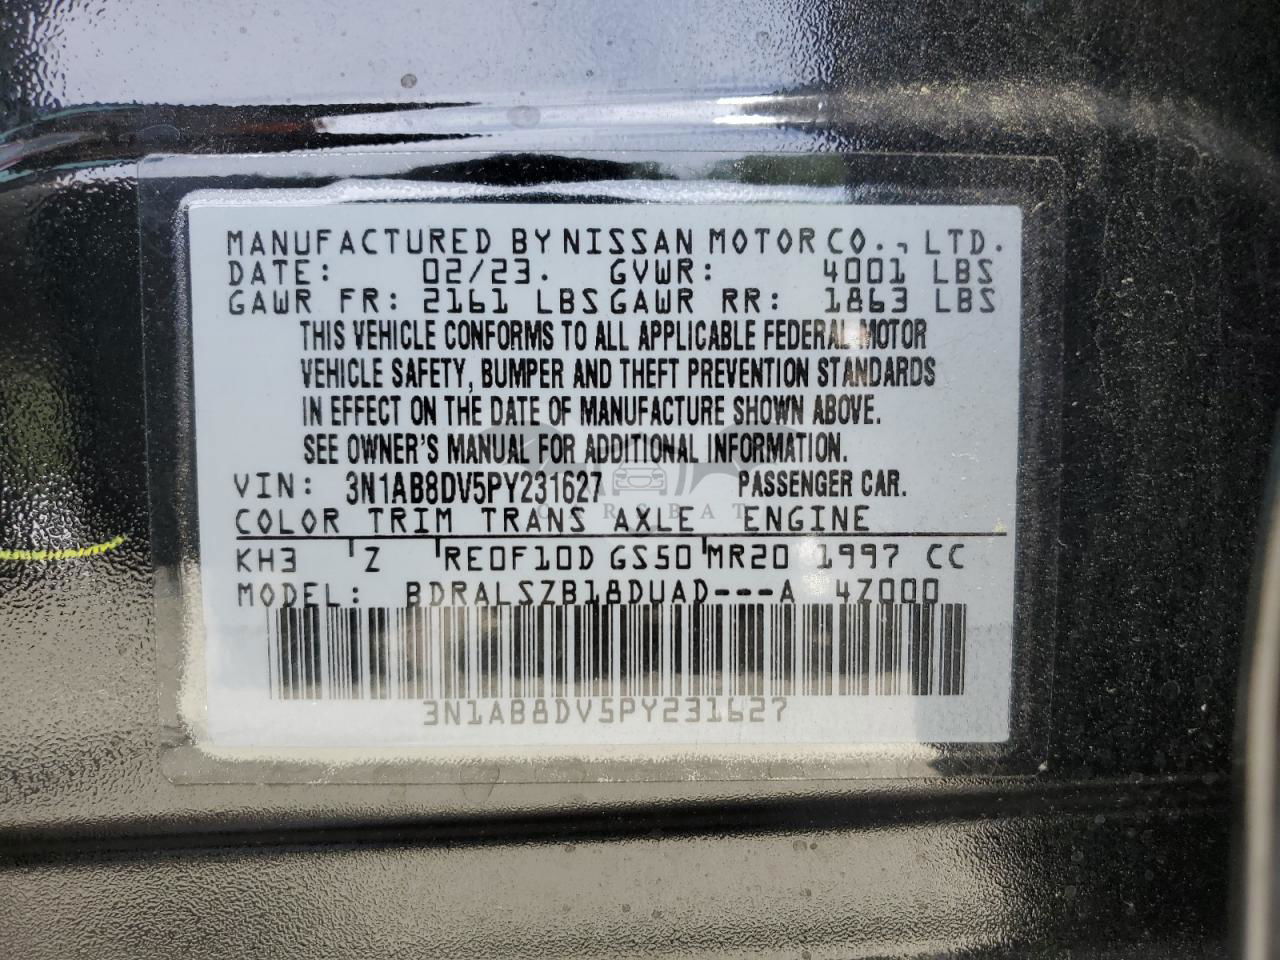 MANUFACTURED BY NISSAN MOTOR CO., LTD.
DATE: 02/23. GVWR: 4001 LBS
GAWR FR: 2161 LBS GAWR RR: 1863 LBS
THIS VEHICLE CONFORMS TO ALL APPLICABLE FEDERAL MOTOR
VEHICLE SAFETY, BUMPER AND THEFT PREVENTION STANDARDS
IN EFFECT ON THE DATE OF MANUFACTURE SHOWN ABOVE.
SEE OWNER'S MANUAL FOR ADDITIONAL INFORMATION.
VIN: 3N1AB8DV5PY231627 PASSENGER CAR.
CARSBAT
COLOR TRIM TRANS AXLE ENGINE
KH3 Z RE0F10D GS50 MR20 1997 CC
MODEL: BDRALSZB18DUAD---A 4Z000
3N1AB8DV5PY231627